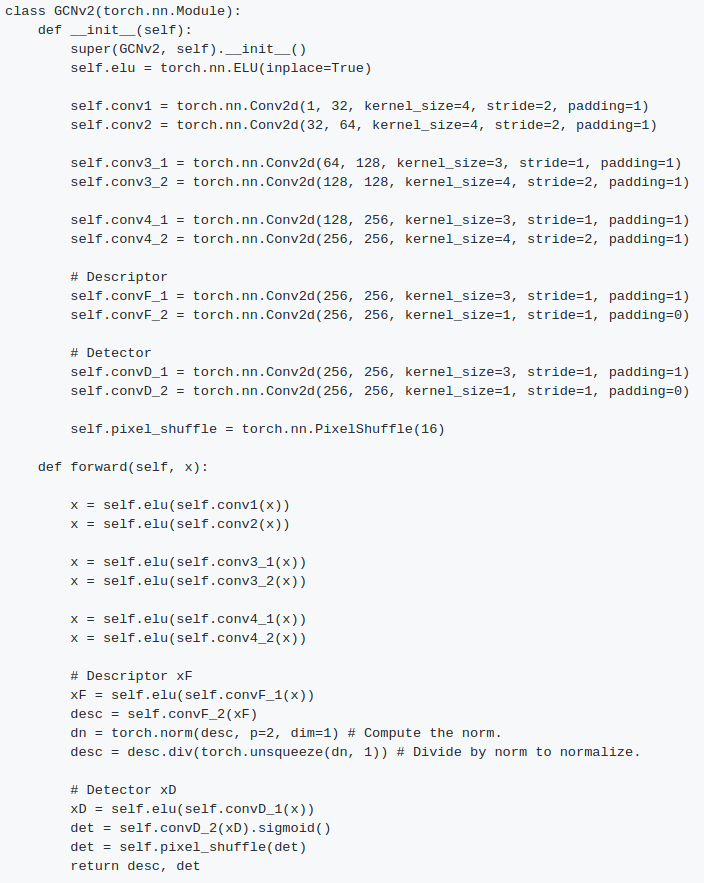 class GCNv2(torch.nn.Module):
    def __init__(self):
        super(GCNv2, self).__init__()
        self.elu = torch.nn.ELU(inplace=True)

        self.conv1 = torch.nn.Conv2d(1, 32, kernel_size=4, stride=2, padding=1)
        self.conv2 = torch.nn.Conv2d(32, 64, kernel_size=4, stride=2, padding=1)

        self.conv3_1 = torch.nn.Conv2d(64, 128, kernel_size=3, stride=1, padding=1)
        self.conv3_2 = torch.nn.Conv2d(128, 128, kernel_size=4, stride=2, padding=1)

        self.conv4_1 = torch.nn.Conv2d(128, 256, kernel_size=3, stride=1, padding=1)
        self.conv4_2 = torch.nn.Conv2d(256, 256, kernel_size=4, stride=2, padding=1)

        # Descriptor
        self.convF_1 = torch.nn.Conv2d(256, 256, kernel_size=3, stride=1, padding=1)
        self.convF_2 = torch.nn.Conv2d(256, 256, kernel_size=1, stride=1, padding=0)

        # Detector
        self.convD_1 = torch.nn.Conv2d(256, 256, kernel_size=3, stride=1, padding=1)
        self.convD_2 = torch.nn.Conv2d(256, 256, kernel_size=1, stride=1, padding=0)

        self.pixel_shuffle = torch.nn.PixelShuffle(16)

    def forward(self, x):

        x = self.elu(self.conv1(x))
        x = self.elu(self.conv2(x))

        x = self.elu(self.conv3_1(x))
        x = self.elu(self.conv3_2(x))

        x = self.elu(self.conv4_1(x))
        x = self.elu(self.conv4_2(x))

        # Descriptor xF
        xF = self.elu(self.convF_1(x))
        desc = self.convF_2(xF)
        dn = torch.norm(desc, p=2, dim=1) # Compute the norm.
        desc = desc.div(torch.unsqueeze(dn, 1)) # Divide by norm to normalize.

        # Detector xD
        xD = self.elu(self.convD_1(x))
        det = self.convD_2(xD).sigmoid()
        det = self.pixel_shuffle(det)
        return desc, det